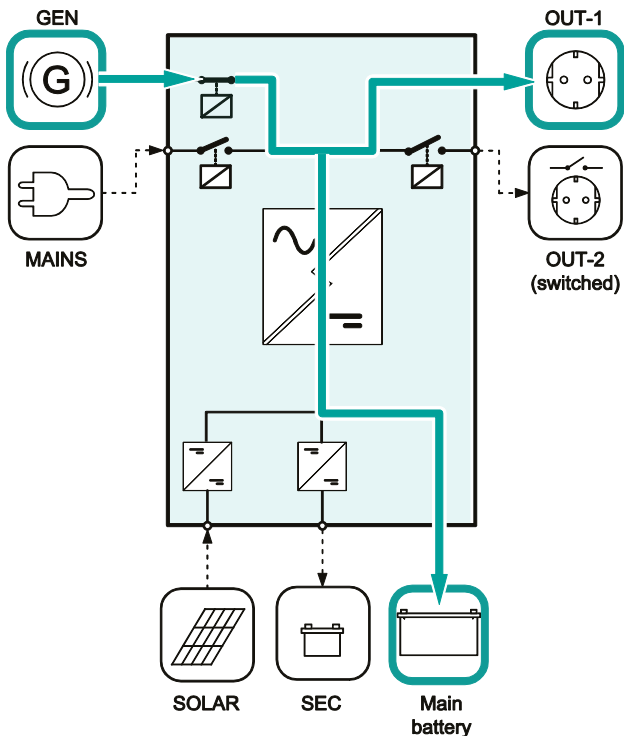 GEN
OUT-1
G
MAINS
OUT-2
(switched)
SOLAR
SEC
Main
battery